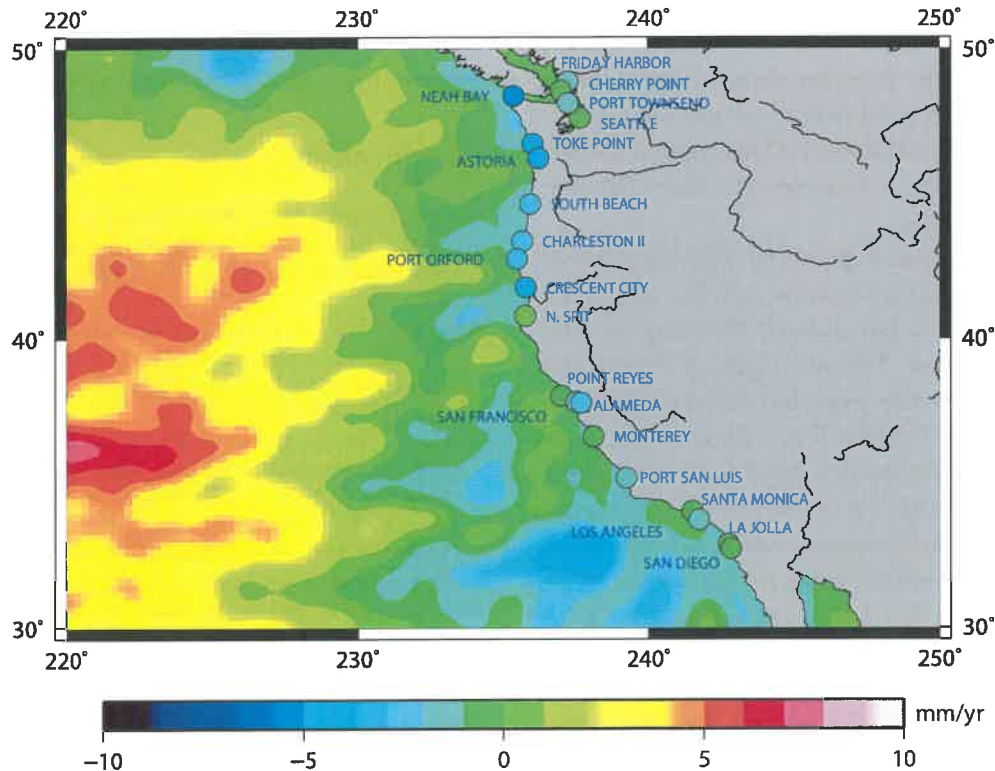 220˚ 230˚ 240˚ 250˚
50˚ 50˚
FRIDAY HARBOR
CHERRY POINT
NEAH BAY
PORT TOWNSEND
SEATTLE
TOKE POINT
ASTORIA
SOUTH BEACH
CHARLESTON II
PORT ORFORD
CRESCENT CITY
N. SPIT
40˚ 40˚
POINT REYES
ALAMEDA
SAN FRANCISCO
MONTEREY
PORT SAN LUIS
SANTA MONICA
LOS ANGELES
LA JOLLA
SAN DIEGO
30˚ 30˚
220˚ 230˚ 240˚ 250˚
mm/yr
−10 −5 0 5 10